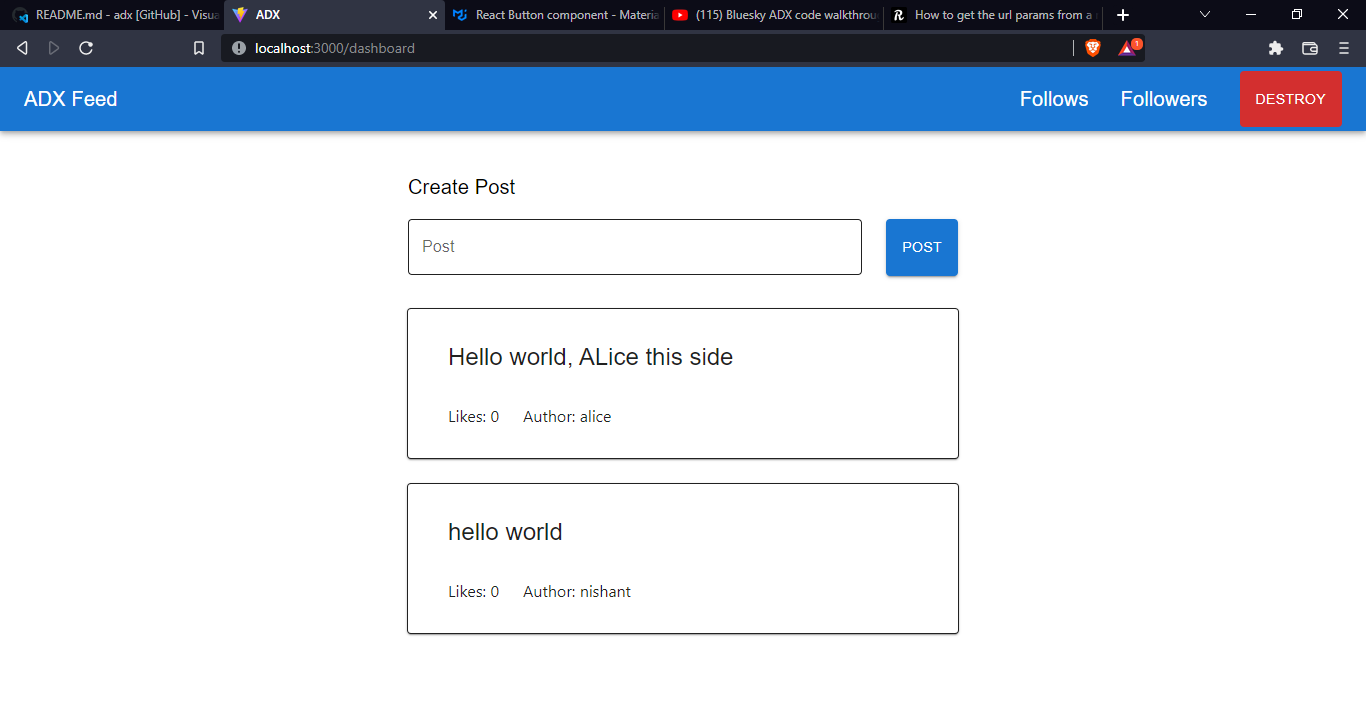 README.md - adx [GitHub] - Visua
ADX
React Button component - Materia
(115) Bluesky ADX code walkthrou
How to get the url params from a
localhost:3000/dashboard
1
ADX Feed
Follows
Followers
DESTROY
Create Post
Post
POST
Hello world, ALice this side
Likes: 0 Author: alice
hello world
Likes: 0 Author: nishant